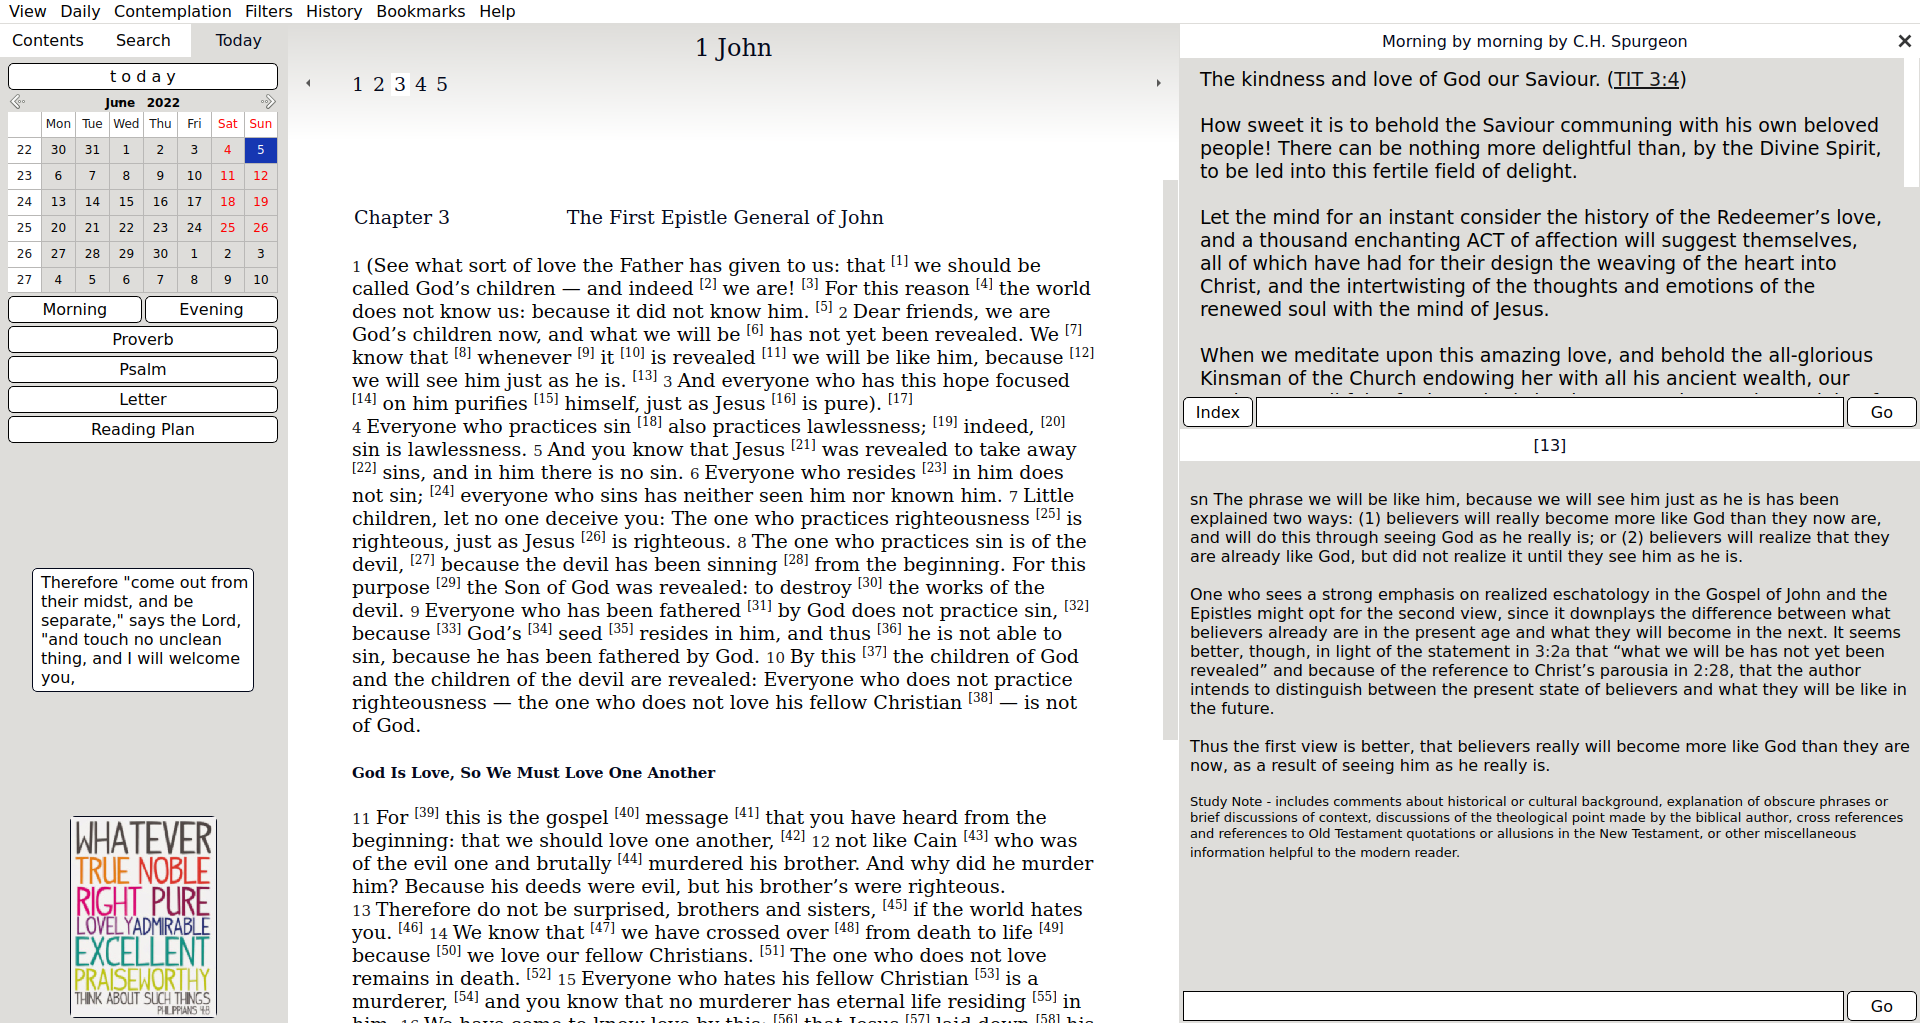 View Daily Contemplation Filters History Bookmarks Help
Contents Search Today
today
June 2022
Mon Tue Wed Thu Fri Sat Sun
22 30 31 1 2 3 4 5
23 6 7 8 9 10 11 12
24 13 14 15 16 17 18 19
25 20 21 22 23 24 25 26
26 27 28 29 30 1 2 3
27 4 5 6 7 8 9 10
Morning Evening
Proverb
Psalm
Letter
Reading Plan
Therefore "come out from
their midst, and be
separate," says the Lord,
"and touch no unclean
thing, and I will welcome
you,
WHATEVER
TRUE NOBLE
RIGHT PURE
LOVELY ADMIRABLE
EXCELLENT
PRAISEWORTHY
THINK ABOUT SUCH THINGS
PHILIPPIANS 4:8
1 John
1 2 3 4 5
Chapter 3 The First Epistle General of John
1 (See what sort of love the Father has given to us: that [1] we should be
called God’s children — and indeed [2] we are! [3] For this reason [4] the world
does not know us: because it did not know him. [5] 2 Dear friends, we are
God’s children now, and what we will be [6] has not yet been revealed. We [7]
know that [8] whenever [9] it [10] is revealed [11] we will be like him, because [12]
we will see him just as he is. [13] 3 And everyone who has this hope focused
[14] on him purifies [15] himself, just as Jesus [16] is pure). [17]
4 Everyone who practices sin [18] also practices lawlessness; [19] indeed, [20]
sin is lawlessness. 5 And you know that Jesus [21] was revealed to take away
[22] sins, and in him there is no sin. 6 Everyone who resides [23] in him does
not sin; [24] everyone who sins has neither seen him nor known him. 7 Little
children, let no one deceive you: The one who practices righteousness [25] is
righteous, just as Jesus [26] is righteous. 8 The one who practices sin is of the
devil, [27] because the devil has been sinning [28] from the beginning. For this
purpose [29] the Son of God was revealed: to destroy [30] the works of the
devil. 9 Everyone who has been fathered [31] by God does not practice sin, [32]
because [33] God’s [34] seed [35] resides in him, and thus [36] he is not able to
sin, because he has been fathered by God. 10 By this [37] the children of God
and the children of the devil are revealed: Everyone who does not practice
righteousness — the one who does not love his fellow Christian [38] — is not
of God.
God Is Love, So We Must Love One Another
11 For [39] this is the gospel [40] message [41] that you have heard from the
beginning: that we should love one another, [42] 12 not like Cain [43] who was
of the evil one and brutally [44] murdered his brother. And why did he murder
him? Because his deeds were evil, but his brother’s were righteous.
13 Therefore do not be surprised, brothers and sisters, [45] if the world hates
you. [46] 14 We know that [47] we have crossed over [48] from death to life [49]
because [50] we love our fellow Christians. [51] The one who does not love
remains in death. [52] 15 Everyone who hates his fellow Christian [53] is a
murderer, [54] and you know that no murderer has eternal life residing [55] in
him. 16 We have come to know love by this: [56] that Jesus [57] laid down [58] his
Morning by morning by C.H. Spurgeon
The kindness and love of God our Saviour. (TIT 3:4)
How sweet it is to behold the Saviour communing with his own beloved
people! There can be nothing more delightful than, by the Divine Spirit,
to be led into this fertile field of delight.
Let the mind for an instant consider the history of the Redeemer’s love,
and a thousand enchanting ACT of affection will suggest themselves,
all of which have had for their design the weaving of the heart into
Christ, and the intertwisting of the thoughts and emotions of the
renewed soul with the mind of Jesus.
When we meditate upon this amazing love, and behold the all-glorious
Kinsman of the Church endowing her with all his ancient wealth, our
Index Go
[13]
sn The phrase we will be like him, because we will see him just as he is has been
explained two ways: (1) believers will really become more like God than they now are,
and will do this through seeing God as he really is; or (2) believers will realize that they
are already like God, but did not realize it until they see him as he is.
One who sees a strong emphasis on realized eschatology in the Gospel of John and the
Epistles might opt for the second view, since it downplays the difference between what
believers already are in the present age and what they will become in the next. It seems
better, though, in light of the statement in 3:2a that “what we will be has not yet been
revealed” and because of the reference to Christ’s parousia in 2:28, that the author
intends to distinguish between the present state of believers and what they will be like in
the future.
Thus the first view is better, that believers really will become more like God than they are
now, as a result of seeing him as he really is.
Study Note - includes comments about historical or cultural background, explanation of obscure phrases or
brief discussions of context, discussions of the theological point made by the biblical author, cross references
and references to Old Testament quotations or allusions in the New Testament, or other miscellaneous
information helpful to the modern reader.
Go